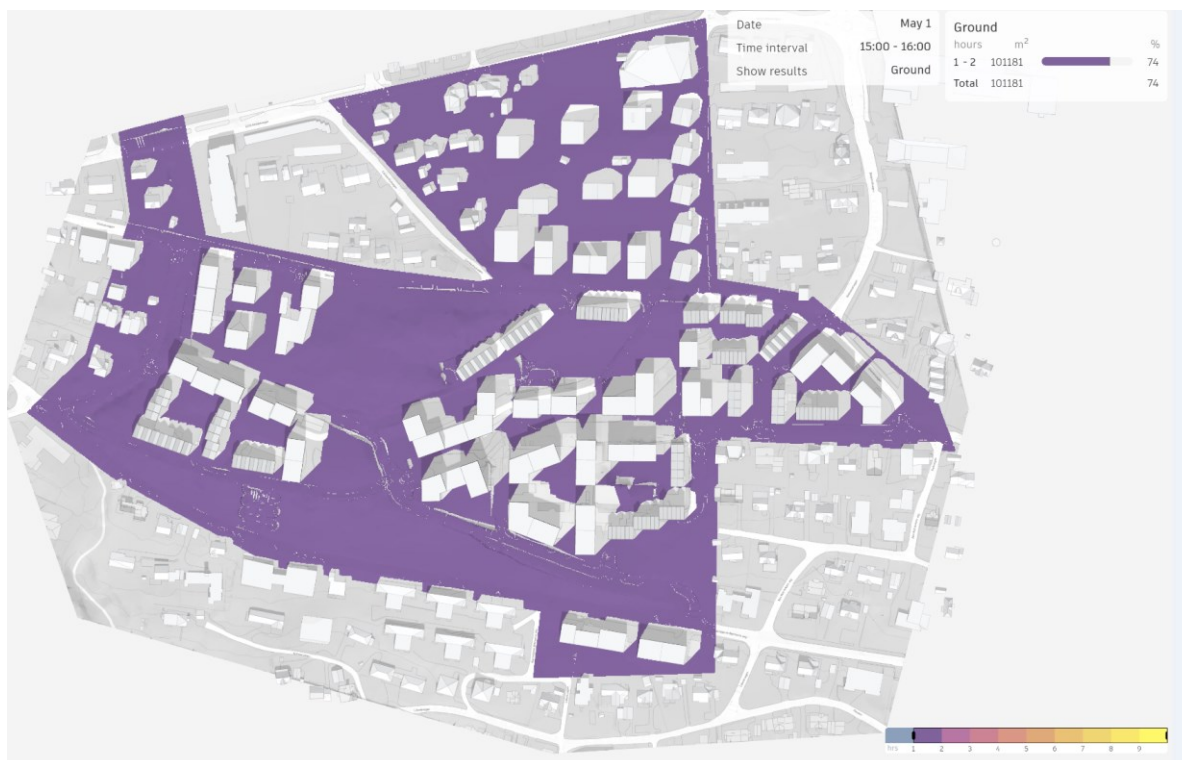 Date May 1
Time interval 15:00 - 16:00
Show results Ground
Ground
hours m² %
1 - 2 101181 74
Total 101181 74
hrs 1 2 3 4 5 6 7 8 9